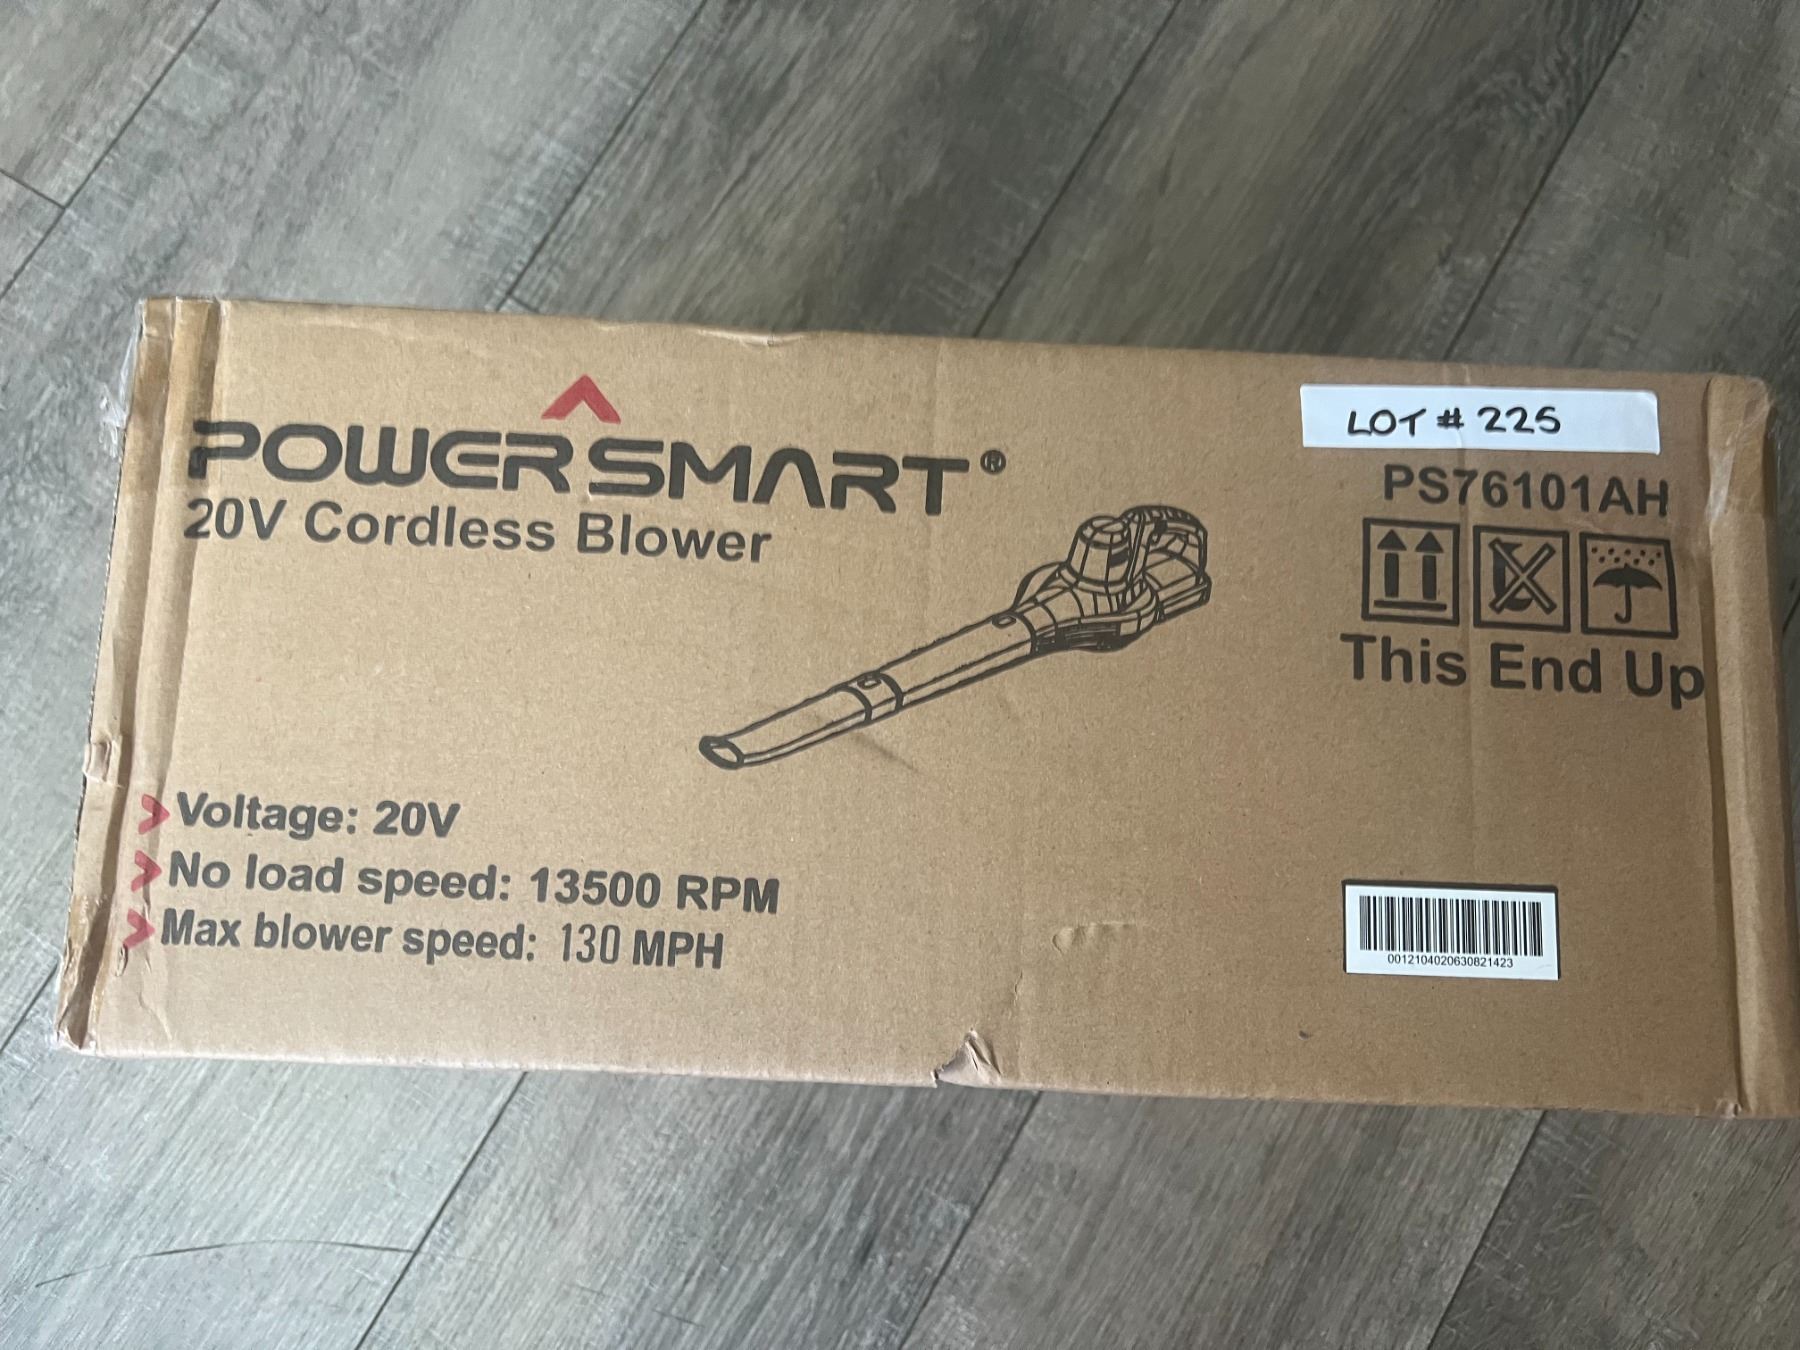 POWERSMART®
20V Cordless Blower
LOT # 225
PS76101AH
This End Up
Voltage: 20V
No load speed: 13500 RPM
Max blower speed: 130 MPH
0012104020630821423